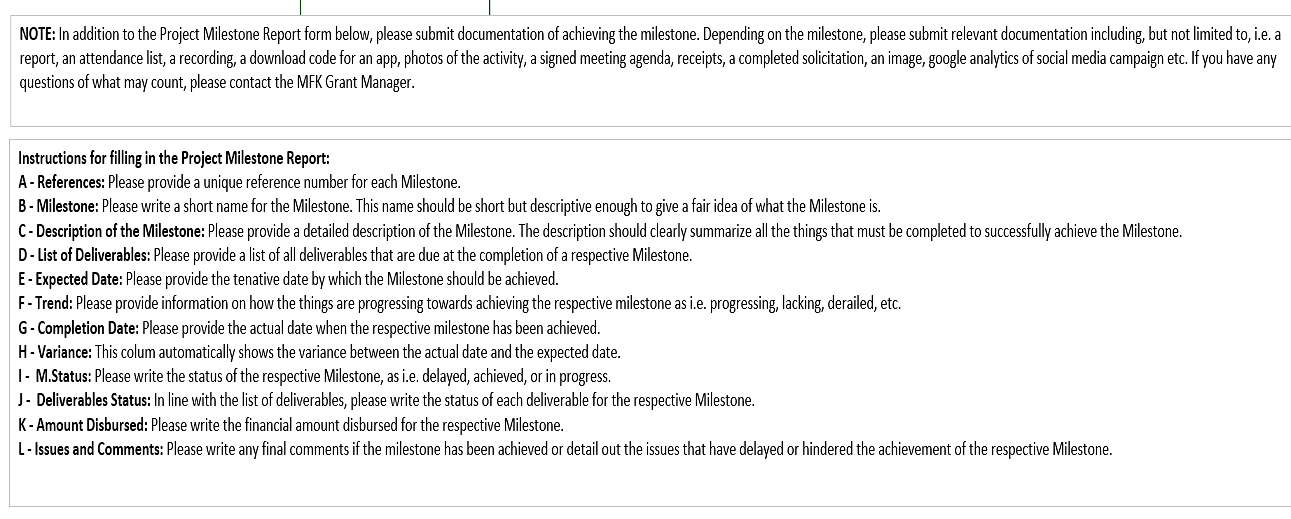 NOTE: In addition to the Project Milestone Report form below, please submit documentation of achieving the milestone. Depending on the milestone, please submit relevant documentation including, but not limited to, i.e. a
report, an attendance list, a recording, a download code for an app, photos of the activity, a signed meeting agenda, receipts, a completed solicitation, an image, google analytics of social media campaign etc. If you have any
questions of what may count, please contact the MFK Grant Manager.
Instructions for filling in the Project Milestone Report:
A - References: Please provide a unique reference number for each Milestone.
B - Milestone: Please write a short name for the Milestone. This name should be short but descriptive enough to give a fair idea of what the Milestone is.
C - Description of the Milestone: Please provide a detailed description of the Milestone. The description should clearly summarize all the things that must be completed to successfully achieve the Milestone.
D - List of Deliverables: Please provide a list of all deliverables that are due at the completion of a respective Milestone.
E - Expected Date: Please provide the tenative date by which the Milestone should be achieved.
F - Trend: Please provide information on how the things are progressing towards achieving the respective milestone as i.e. progressing, lacking, derailed, etc.
G - Completion Date: Please provide the actual date when the respective milestone has been achieved.
H - Variance: This colum automatically shows the variance between the actual date and the expected date.
I - M.Status: Please write the status of the respective Milestone, as i.e. delayed, achieved, or in progress.
J - Deliverables Status: In line with the list of deliverables, please write the status of each deliverable for the respective Milestone.
K - Amount Disbursed: Please write the financial amount disbursed for the respective Milestone.
L - Issues and Comments: Please write any final comments if the milestone has been achieved or detail out the issues that have delayed or hindered the achievement of the respective Milestone.